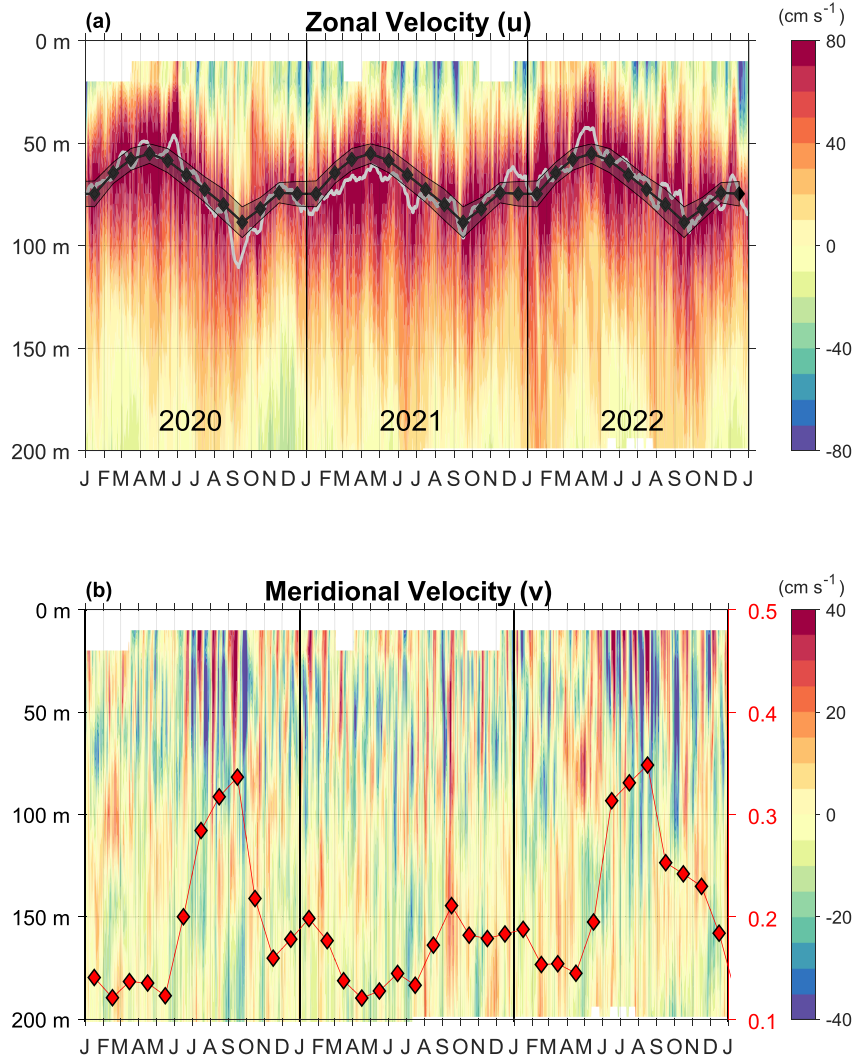 (a) Zonal Velocity (u) (cm s⁻¹)
0 m
50 m
100 m
150 m
200 m
2020 2021 2022
J F M A M J J A S O N D J F M A M J J A S O N D J F M A M J J A S O N D J
80
40
0
-40
-80
(b) Meridional Velocity (v) (cm s⁻¹)
0 m
50 m
100 m
150 m
200 m
J F M A M J J A S O N D J F M A M J J A S O N D J F M A M J J A S O N D J
0.5
0.4
0.3
0.2
0.1
40
20
0
-20
-40